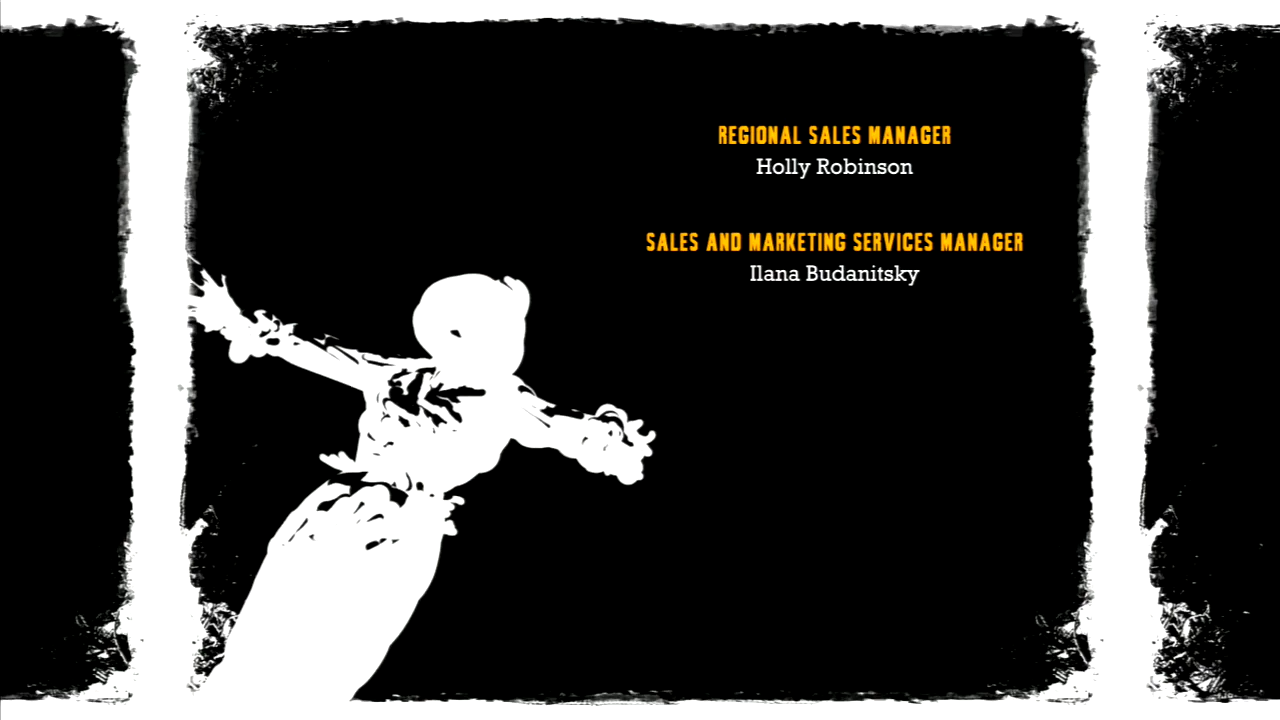 REGIONAL SALES MANAGER
Holly Robinson
SALES AND MARKETING SERVICES MANAGER
Ilana Budanitsky